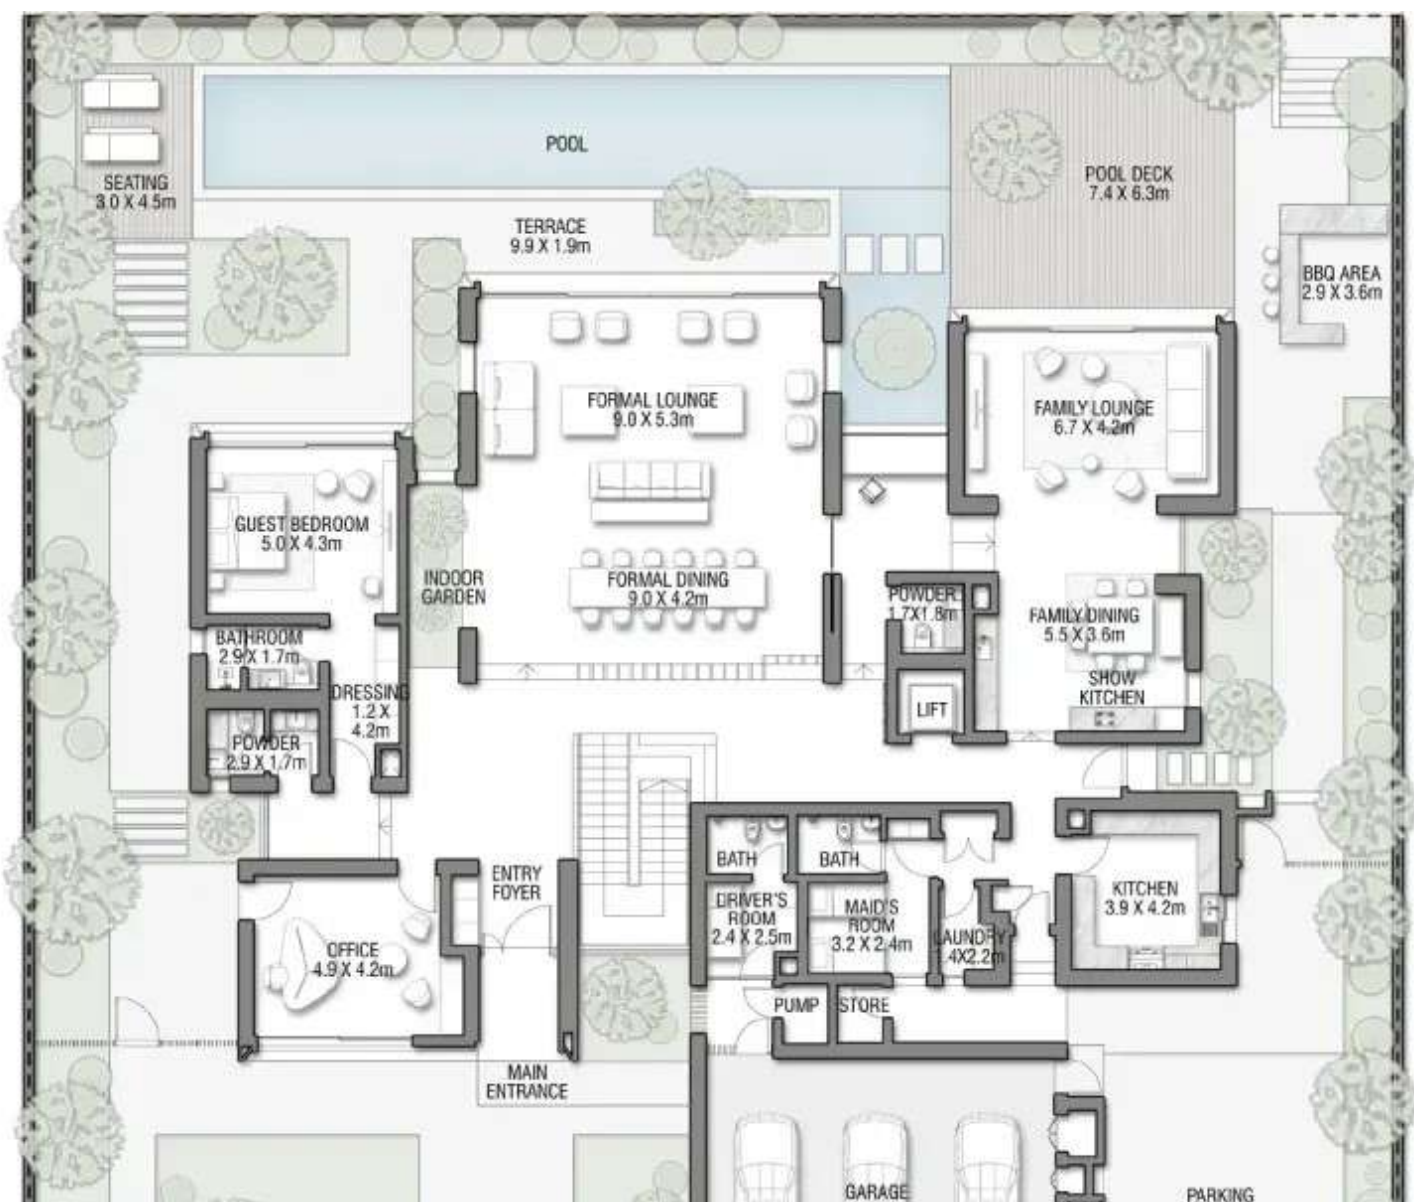 POOL
SEATING
3.0 X 4.5m
POOL DECK
7.4 X 6.3m
TERRACE
9.9 X 1.9m
BBQ AREA
2.9 X 3.6m
FORMAL LOUNGE
9.0 X 5.3m
FAMILY LOUNGE
6.7 X 4.2m
GUEST BEDROOM
5.0 X 4.3m
INDOOR
GARDEN
FORMAL DINING
9.0 X 4.2m
POWDER
1.7X1.8m
FAMILY DINING
5.5 X 3.6m
BATHROOM
2.9 X 1.7m
DRESSING
1.2 X
4.2m
SHOW
KITCHEN
LIFT
POWDER
2.9 X 1.7m
ENTRY
FOYER
BATH
BATH
DRIVER'S
ROOM
2.4 X 2.5m
MAID'S
ROOM
3.2 X 2.4m
KITCHEN
3.9 X 4.2m
LAUNDRY
4X2.2m
OFFICE
4.9 X 4.2m
PUMP
STORE
MAIN
ENTRANCE
GARAGE
PARKING